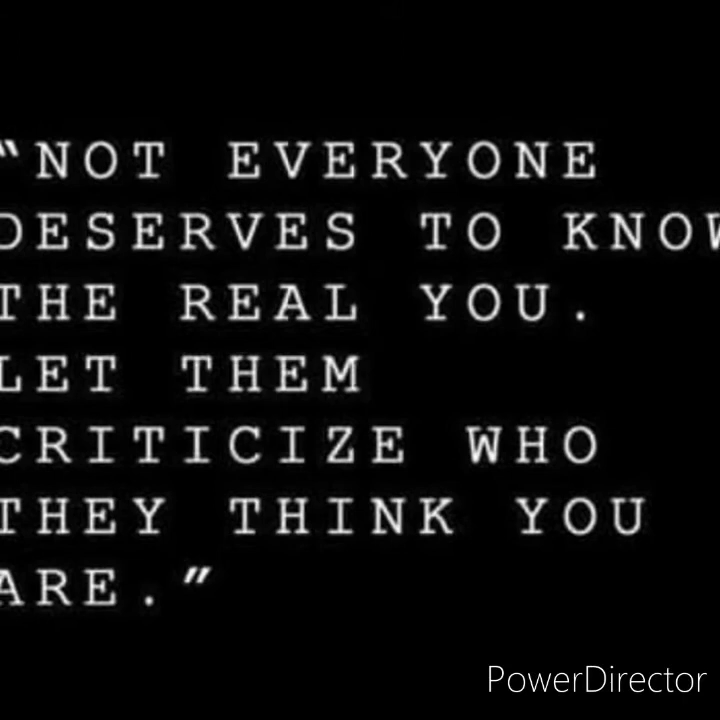 “NOT EVERYONE
DESERVES TO KNOW
THE REAL YOU.
LET THEM
CRITICIZE WHO
THEY THINK YOU
ARE.”
PowerDirector